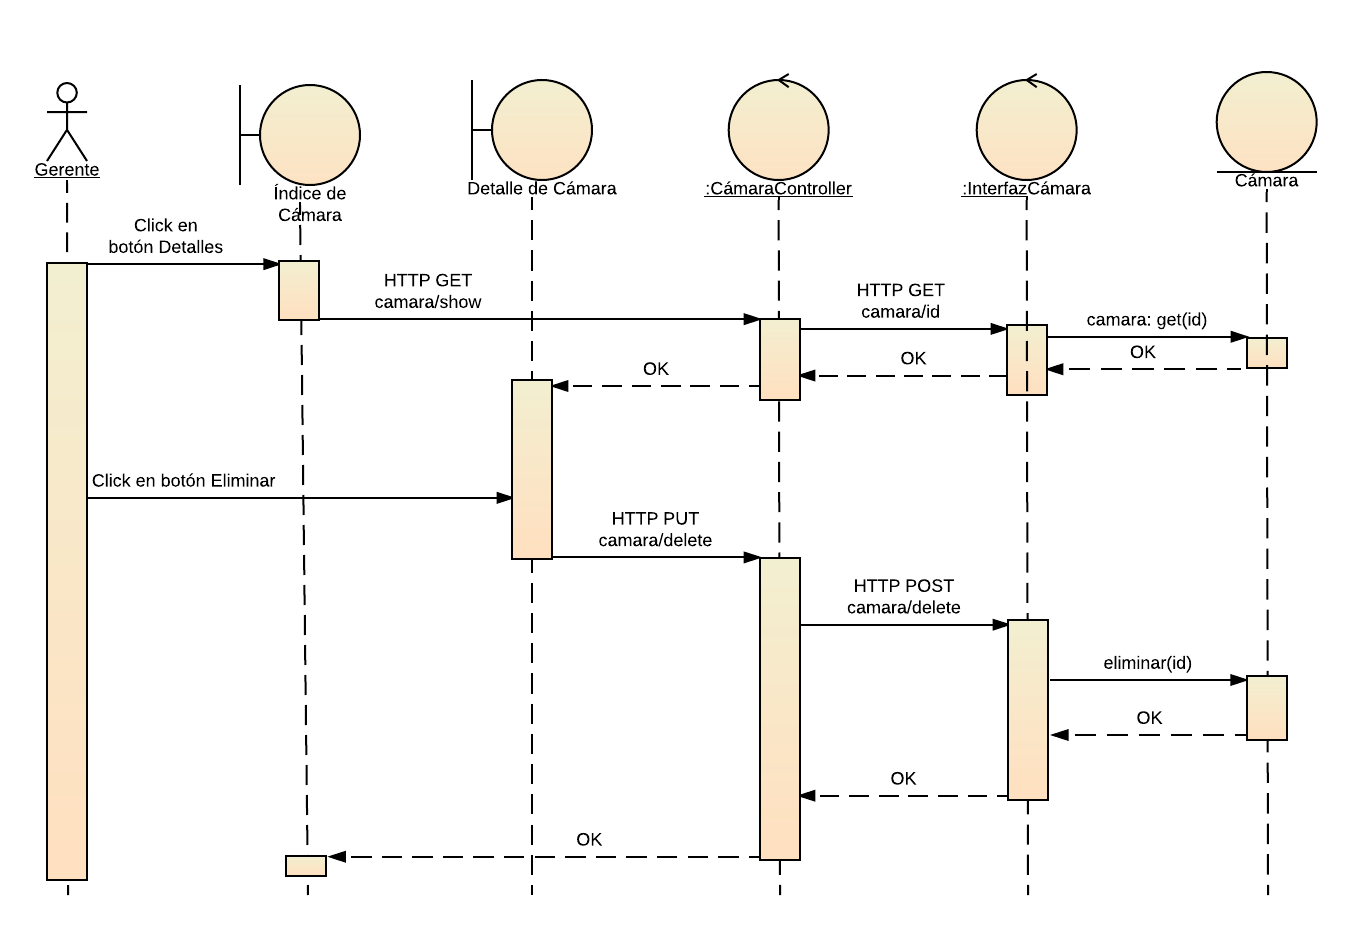 Gerente
Índice de
Cámara
Detalle de Cámara
:CámaraController
:InterfazCámara
Cámara
Click en
botón Detalles
HTTP GET
camara/show
HTTP GET
camara/id
camara: get(id)
OK
OK
OK
Click en botón Eliminar
HTTP PUT
camara/delete
HTTP POST
camara/delete
eliminar(id)
OK
OK
OK